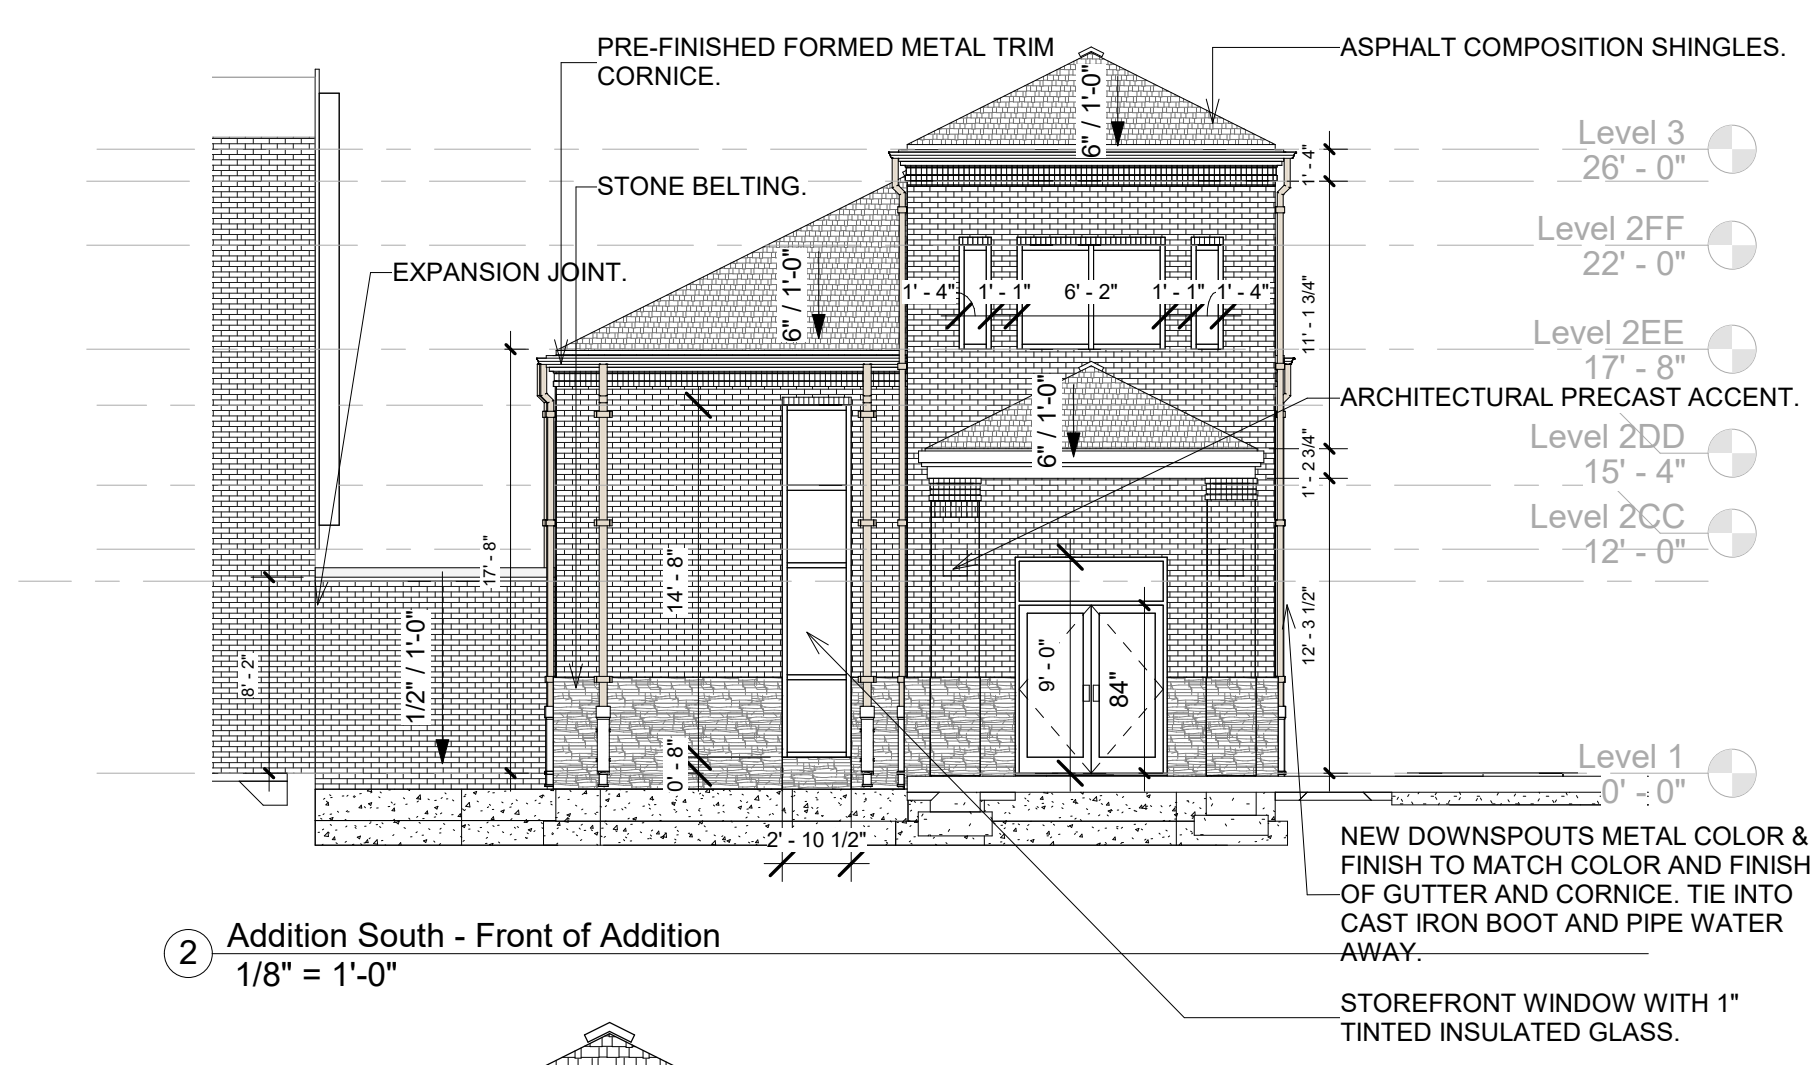 PRE-FINISHED FORMED METAL TRIM
CORNICE.
ASPHALT COMPOSITION SHINGLES.
6" / 1'-0"
Level 3
26' - 0"
1' - 4"
STONE BELTING.
Level 2FF
22' - 0"
EXPANSION JOINT.
6" / 1'-0"
1' - 4"
1' - 1"
6' - 2"
1' - 1"
1' - 4"
11' - 1 3/4"
Level 2EE
17' - 8"
ARCHITECTURAL PRECAST ACCENT.
6" / 1'-0"
Level 2DD
15' - 4"
1' - 2 3/4"
Level 2CC
12' - 0"
17' - 8"
14' - 8"
12' - 3 1/2"
8' - 2"
1/2" / 1'-0"
9' - 0"
84"
0' - 8"
Level 1
0' - 0"
2' - 10 1/2"
NEW DOWNSPOUTS METAL COLOR &
FINISH TO MATCH COLOR AND FINISH
OF GUTTER AND CORNICE. TIE INTO
CAST IRON BOOT AND PIPE WATER
AWAY.
2
Addition South - Front of Addition
1/8" = 1'-0"
STOREFRONT WINDOW WITH 1"
TINTED INSULATED GLASS.